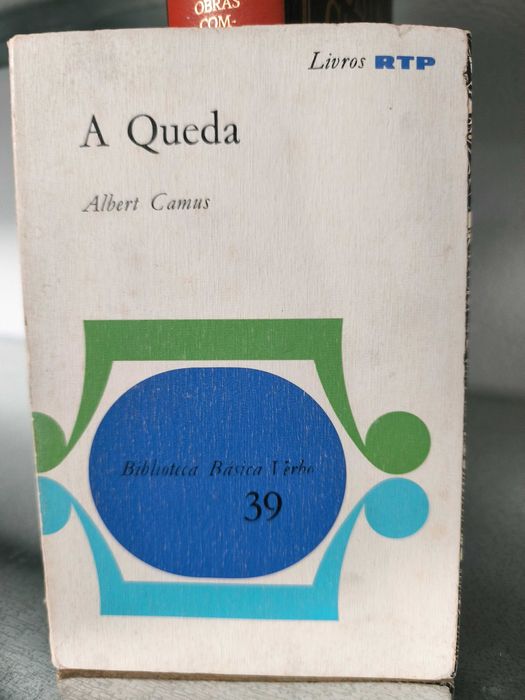 OBRAS
COM-
Livros RTP
A Queda
Albert Camus
Biblioteca Básica Verbo
39